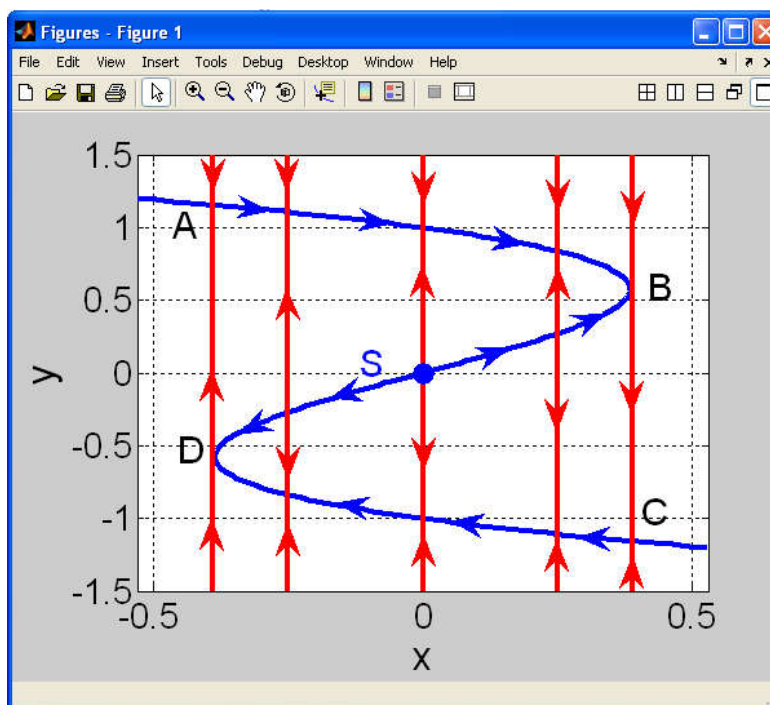 Figures - Figure 1
File Edit View Insert Tools Debug Desktop Window Help
1.5
A
1
B
0.5
y
S
0
D
-0.5
C
-1
-1.5
-0.5 0 0.5
x